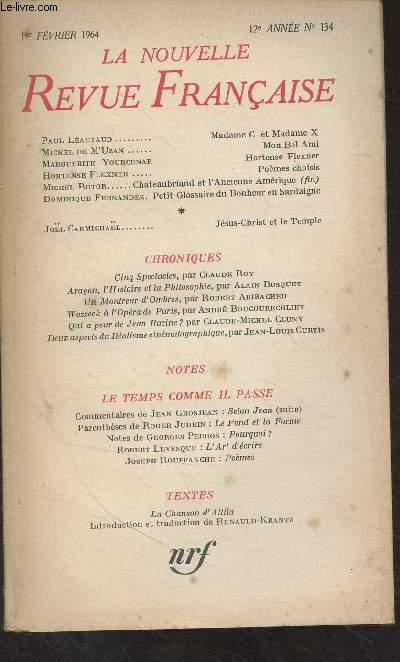 © www.le-livre.com
1er FÉVRIER 1964
12e ANNÉE No 134
LA NOUVELLE
REVUE FRANÇAISE
PAUL LÉAUTAUD ......... Madame C. et Madame X
MICHEL DE M'UZAN ...... Mon Bel Ami
MARGUERITE YOURCENAR Hortense Flexner
HORTENSE FLEXNER ..... Poèmes choisis
MICHEL BUTOR..... Chateaubriand et l'Ancienne Amérique (fin)
DOMINIQUE FERNANDEZ. Petit Glossaire du Bonheur en Sardaigne
*
JOËL CARMICHAËL........ Jésus-Christ et le Temple
CHRONIQUES
Cinq Spectacles, par CLAUDE ROY
Aragon, l'Histoire et la Philosophie, par ALAIN BOSQUET
Un Montreur d'Ombres, par ROBERT ABIRACHED
Wozzeck à l'Opéra de Paris, par ANDRÉ BOUCOURECHLIEV
Qui a peur de Jean Racine? par CLAUDE-MICHEL CLUNY
Deux aspects du Réalisme cinématographique, par JEAN-LOUIS CURTIS
NOTES
LE TEMPS COMME IL PASSE
Commentaires de JEAN GROSJEAN : Selon Jean (suite)
Parenthèses de ROGER JUDRIN : Le Fond et la Forme
Notes de GEORGES PERROS : Pourquoi ?
ROBERT LEVESQUE : L'Art d'écrire
JOSEPH ROUFFANCHE : Poèmes
TEXTES
La Chanson d'Attila
Introduction et traduction de RENAULD-KRANTZ
nrf